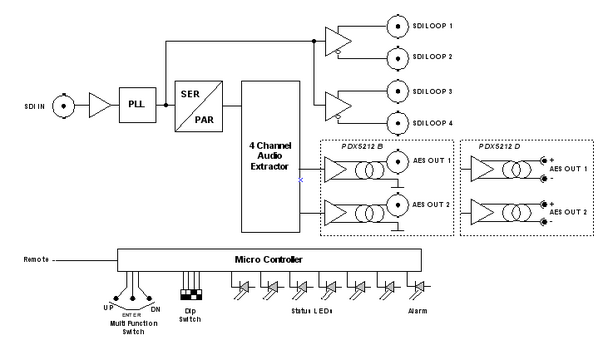 SDI LOOP 1
SDI LOOP 2
SDI IN
PLL
SER
PAR
SDI LOOP 3
SDI LOOP 4
4 Channel
Audio
Extractor
PDX5212 B
AES OUT 1
AES OUT 2
PDX5212 D
+
AES OUT 1
-
+
AES OUT 2
-
Remote
Micro Controller
UP
ENTER
DN
Multi Function
Switch
Dip
Switch
Status LEDs
Alarm